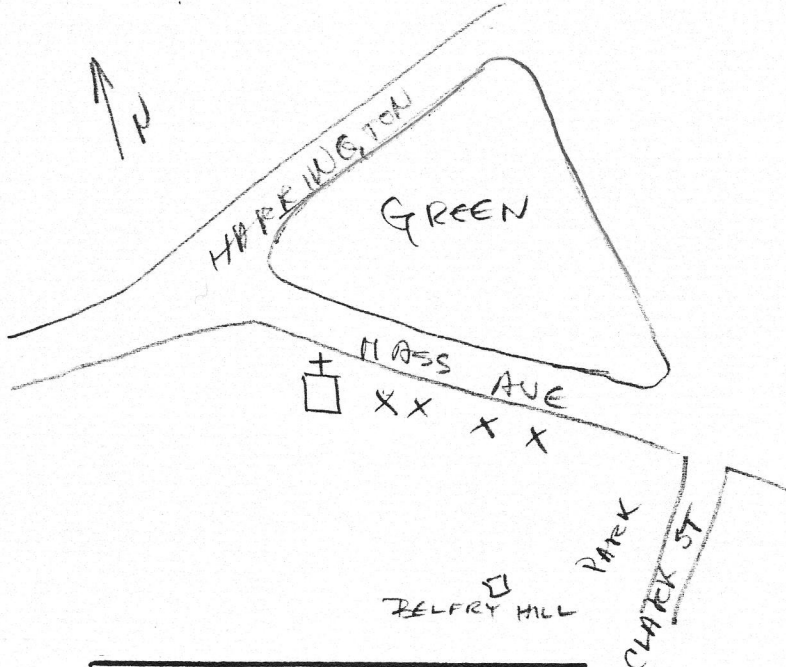 N
HARRINGTON
GREEN
MASS AVE
X X X X
PARK
CLARK ST
BELFRY HILL